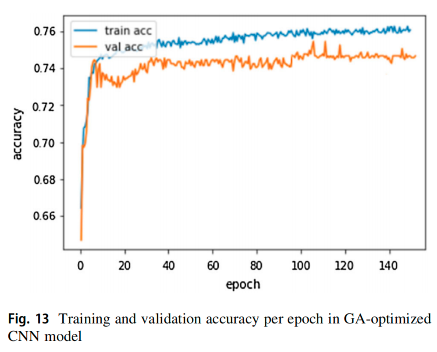 train acc
val acc
0.76
0.74
0.72
0.70
0.68
0.66
accuracy
0 20 40 60 80 100 120 140
epoch
Fig. 13 Training and validation accuracy per epoch in GA-optimized
CNN model